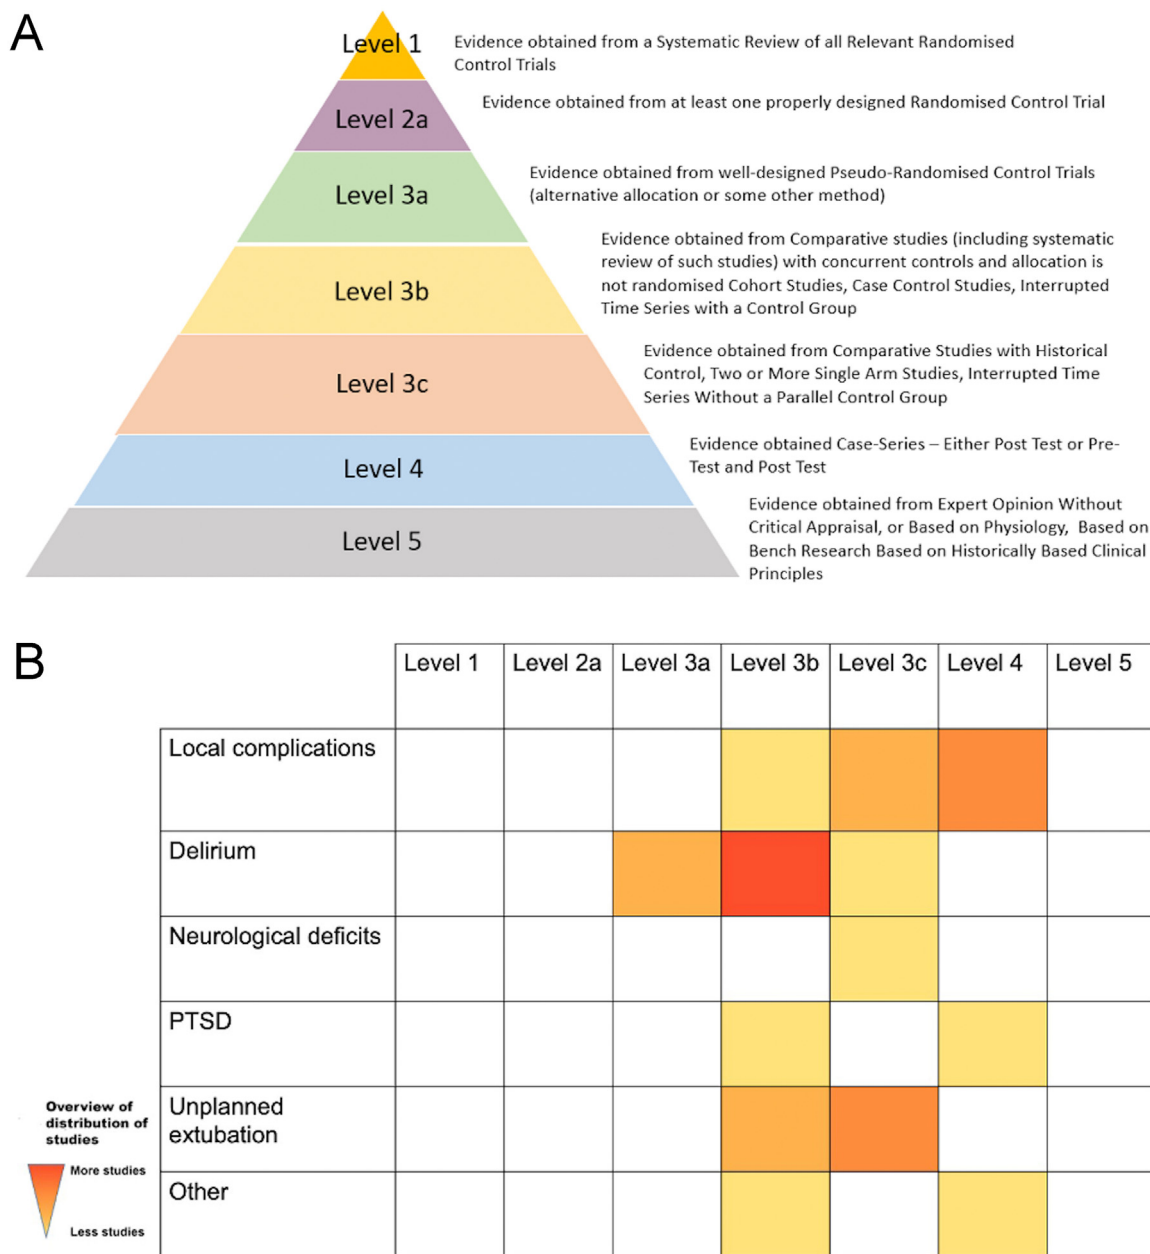 A
Level 1
Evidence obtained from a Systematic Review of all Relevant Randomised
Control Trials
Level 2a
Evidence obtained from at least one properly designed Randomised Control Trial
Level 3a
Evidence obtained from well-designed Pseudo-Randomised Control Trials
(alternative allocation or some other method)
Level 3b
Evidence obtained from Comparative studies (including systematic
review of such studies) with concurrent controls and allocation is
not randomised Cohort Studies, Case Control Studies, Interrupted
Time Series with a Control Group
Level 3c
Evidence obtained from Comparative Studies with Historical
Control, Two or More Single Arm Studies, Interrupted Time
Series Without a Parallel Control Group
Level 4
Evidence obtained Case-Series – Either Post Test or Pre-
Test and Post Test
Level 5
Evidence obtained from Expert Opinion Without
Critical Appraisal, or Based on Physiology, Based on
Bench Research Based on Historically Based Clinical
Principles
B
Level 1 Level 2a Level 3a Level 3b Level 3c Level 4 Level 5
Local complications
Delirium
Neurological deficits
PTSD
Unplanned
extubation
Other
Overview of
distribution of
studies
More studies
Less studies